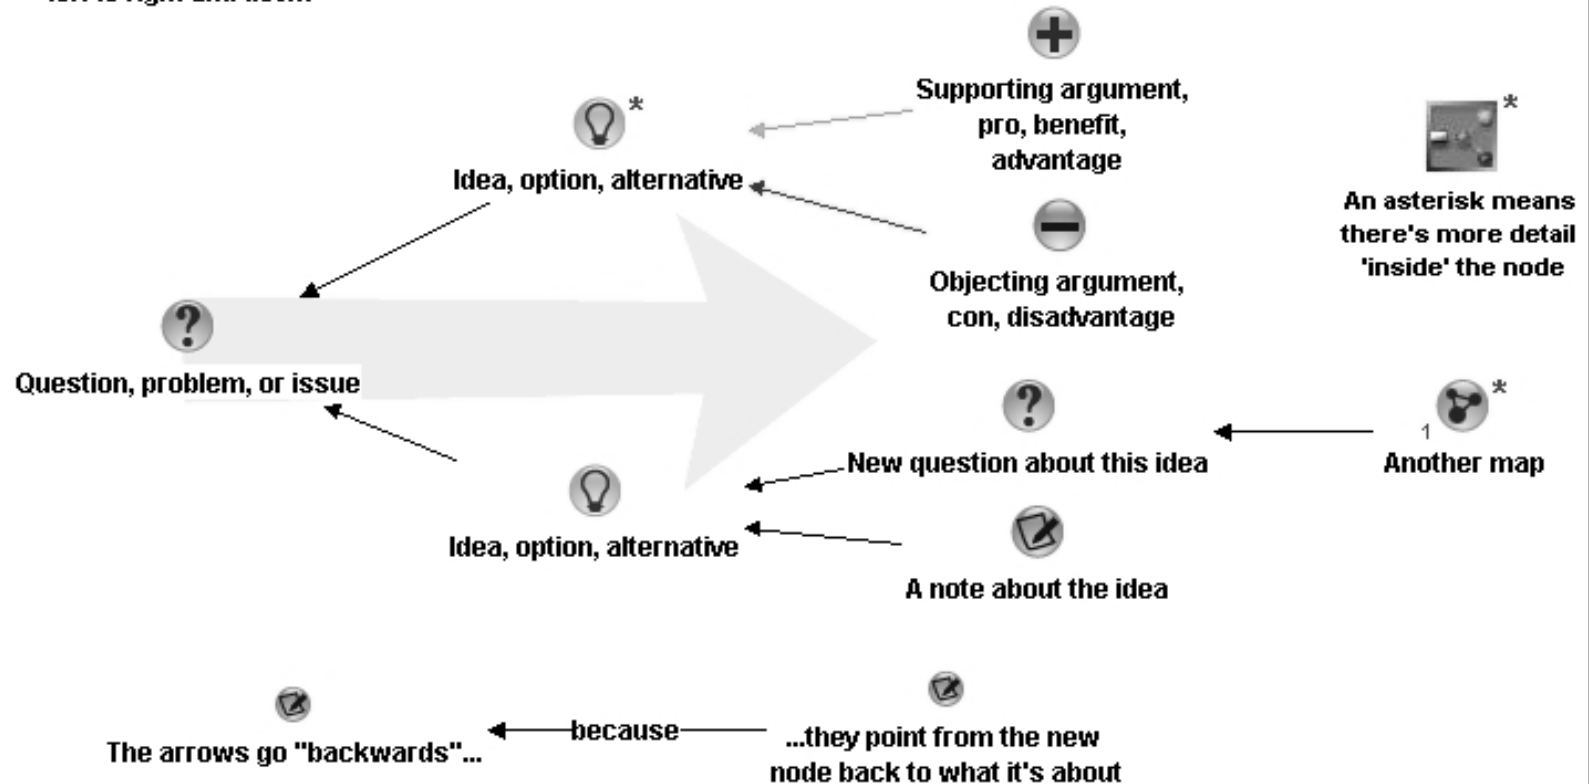 +
Supporting argument,
pro, benefit,
advantage
*
Idea, option, alternative
*
An asterisk means
there's more detail
'inside' the node
−
Objecting argument,
con, disadvantage
?
Question, problem, or issue
?
New question about this idea
*
1
Another map
Idea, option, alternative
A note about the idea
The arrows go "backwards"...
because
...they point from the new
node back to what it's about